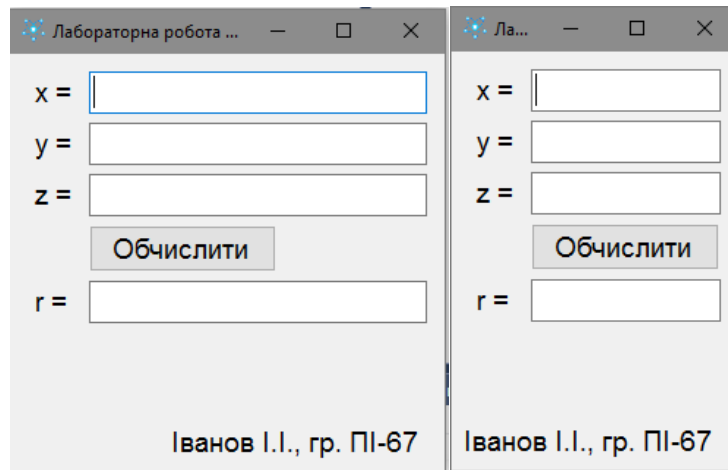 Лабораторна робота ...
x =
y =
z =
Обчислити
r =
Іванов І.І., гр. ПІ-67
Ла...
x =
y =
z =
Обчислити
r =
Іванов І.І., гр. ПІ-67